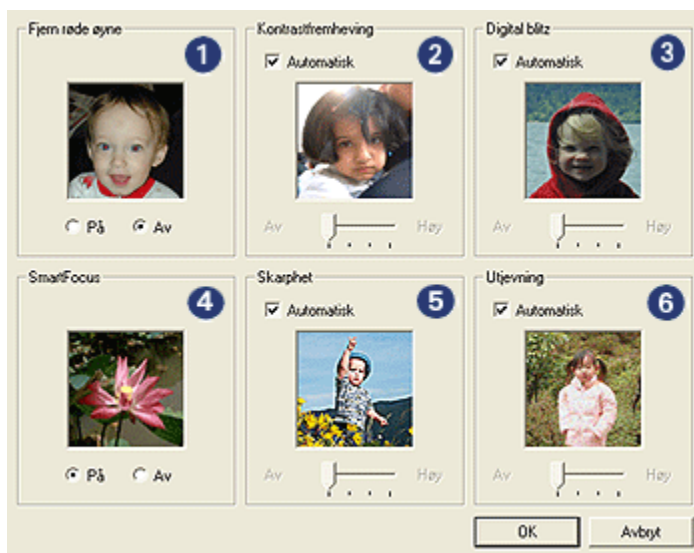 Fjern røde øyne
1
På
Av
Kontrastfremheving
2
Automatisk
Av
Høy
Digital blitz
3
Automatisk
Av
Høy
SmartFocus
4
På
Av
Skarphet
5
Automatisk
Av
Høy
Utjevning
6
Automatisk
Av
Høy
OK
Avbryt